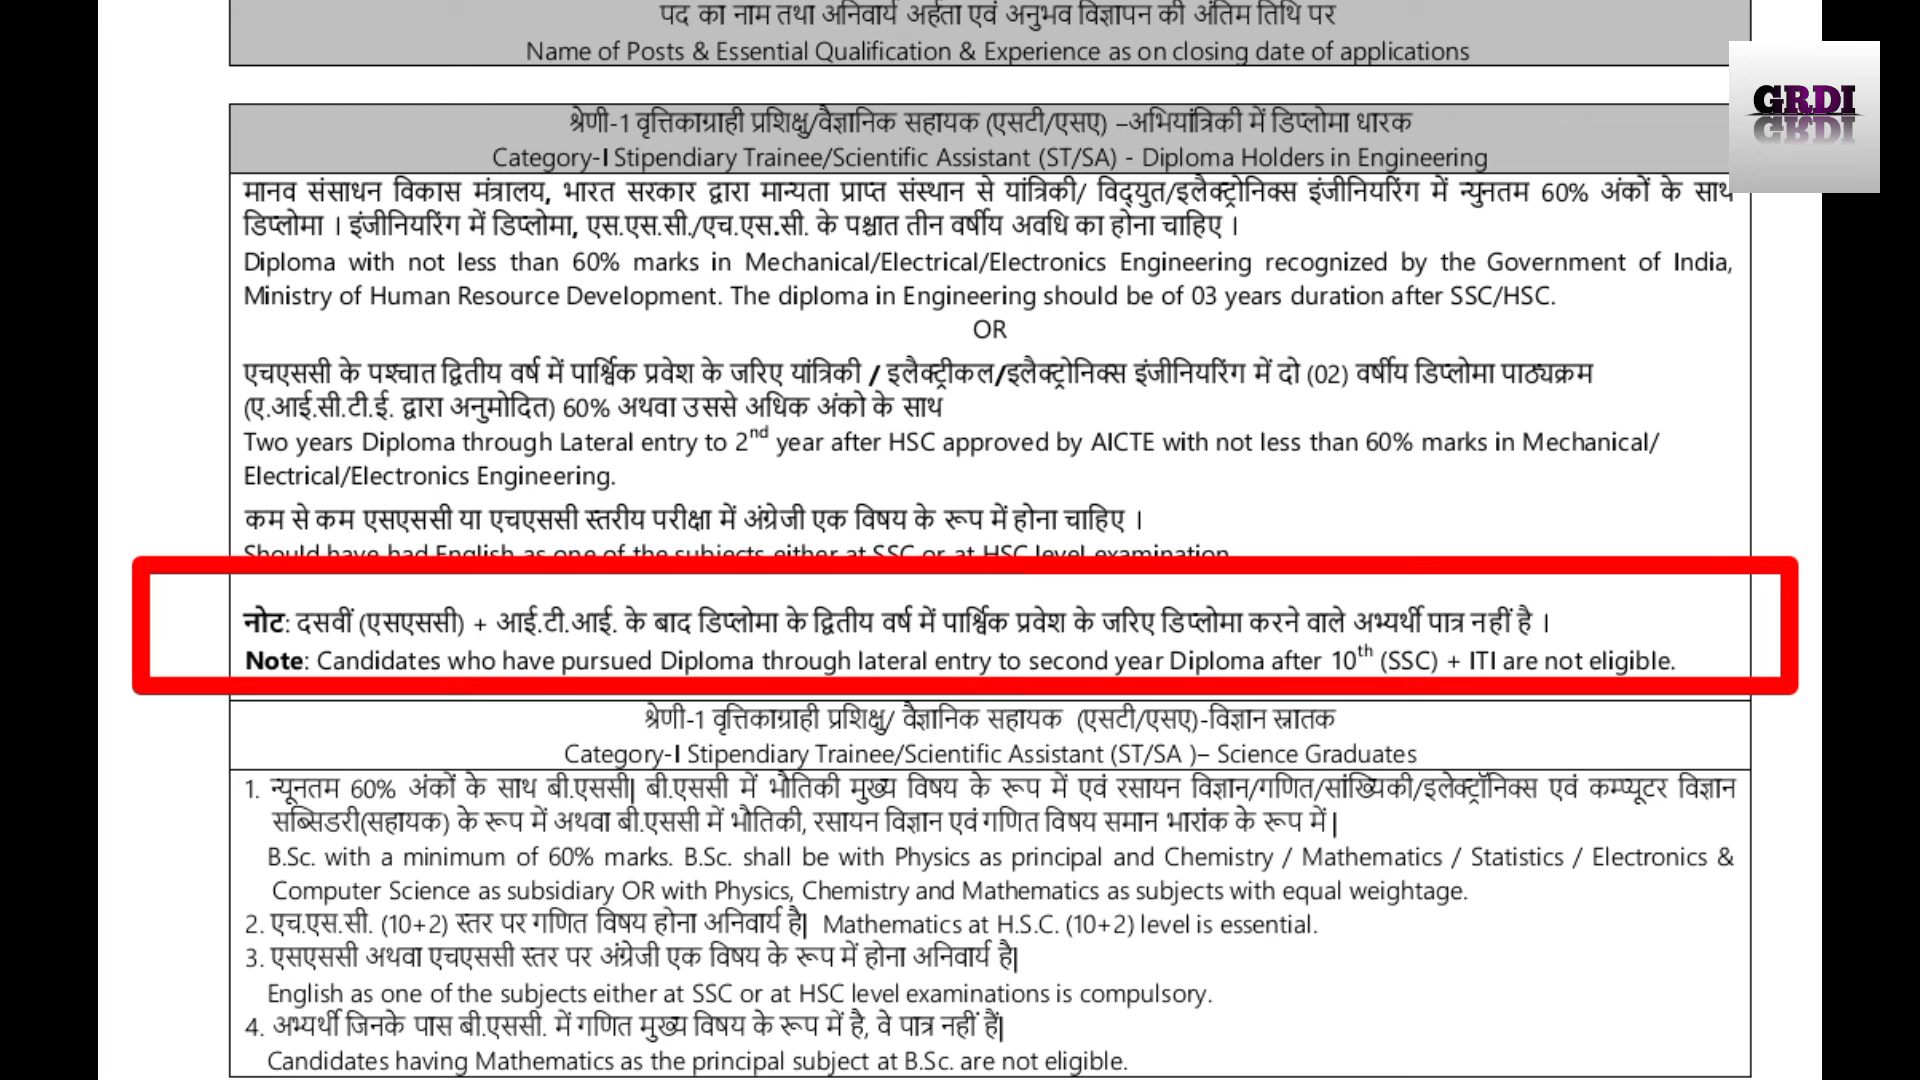 पद का नाम तथा अनिवार्य अर्हता एवं अनुभव विज्ञापन की अंतिम तिथि पर
Name of Posts & Essential Qualification & Experience as on closing date of applications
GRDI
श्रेणी-1 वृत्तिकाग्राही प्रशिक्षु/वैज्ञानिक सहायक (एसटी/एसए) –अभियांत्रिकी में डिप्लोमा धारक
Category-I Stipendiary Trainee/Scientific Assistant (ST/SA) - Diploma Holders in Engineering
मानव संसाधन विकास मंत्रालय, भारत सरकार द्वारा मान्यता प्राप्त संस्थान से यांत्रिकी/ विद्युत/इलैक्ट्रोनिक्स इंजीनियरिंग में न्युनतम 60% अंकों के साथ
डिप्लोमा । इंजीनियरिंग में डिप्लोमा, एस.एस.सी./एच.एस.सी. के पश्चात तीन वर्षीय अवधि का होना चाहिए ।
Diploma with not less than 60% marks in Mechanical/Electrical/Electronics Engineering recognized by the Government of India,
Ministry of Human Resource Development. The diploma in Engineering should be of 03 years duration after SSC/HSC.
OR
एचएससी के पश्चात द्वितीय वर्ष में पार्श्विक प्रवेश के जरिए यांत्रिकी / इलैक्ट्रीकल/इलैक्ट्रोनिक्स इंजीनियरिंग में दो (02) वर्षीय डिप्लोमा पाठ्यक्रम
(ए.आई.सी.टी.ई. द्वारा अनुमोदित) 60% अथवा उससे अधिक अंको के साथ
Two years Diploma through Lateral entry to 2nd year after HSC approved by AICTE with not less than 60% marks in Mechanical/
Electrical/Electronics Engineering.
कम से कम एसएससी या एचएससी स्तरीय परीक्षा में अंग्रेजी एक विषय के रूप में होना चाहिए ।
Should have had English as one of the subjects either at SSC or at HSC level examination
नोट: दसवीं (एसएससी) + आई.टी.आई. के बाद डिप्लोमा के द्वितीय वर्ष में पार्श्विक प्रवेश के जरिए डिप्लोमा करने वाले अभ्यर्थी पात्र नहीं है ।
Note: Candidates who have pursued Diploma through lateral entry to second year Diploma after 10th (SSC) + ITI are not eligible.
श्रेणी-1 वृत्तिकाग्राही प्रशिक्षु/ वैज्ञानिक सहायक (एसटी/एसए)-विज्ञान स्नातक
Category-I Stipendiary Trainee/Scientific Assistant (ST/SA )– Science Graduates
1. न्यूनतम 60% अंकों के साथ बी.एससी| बी.एससी में भौतिकी मुख्य विषय के रूप में एवं रसायन विज्ञान/गणित/सांख्यिकी/इलेक्ट्रॉनिक्स एवं कम्प्यूटर विज्ञान
सब्सिडरी(सहायक) के रूप में अथवा बी.एससी में भौतिकी, रसायन विज्ञान एवं गणित विषय समान भारांक के रूप में|
B.Sc. with a minimum of 60% marks. B.Sc. shall be with Physics as principal and Chemistry / Mathematics / Statistics / Electronics &
Computer Science as subsidiary OR with Physics, Chemistry and Mathematics as subjects with equal weightage.
2. एच.एस.सी. (10+2) स्तर पर गणित विषय होना अनिवार्य है| Mathematics at H.S.C. (10+2) level is essential.
3. एसएससी अथवा एचएससी स्तर पर अंग्रेजी एक विषय के रूप में होना अनिवार्य है|
English as one of the subjects either at SSC or at HSC level examinations is compulsory.
4. अभ्यर्थी जिनके पास बी.एससी. में गणित मुख्य विषय के रूप में है, वे पात्र नहीं हैं|
Candidates having Mathematics as the principal subject at B.Sc. are not eligible.